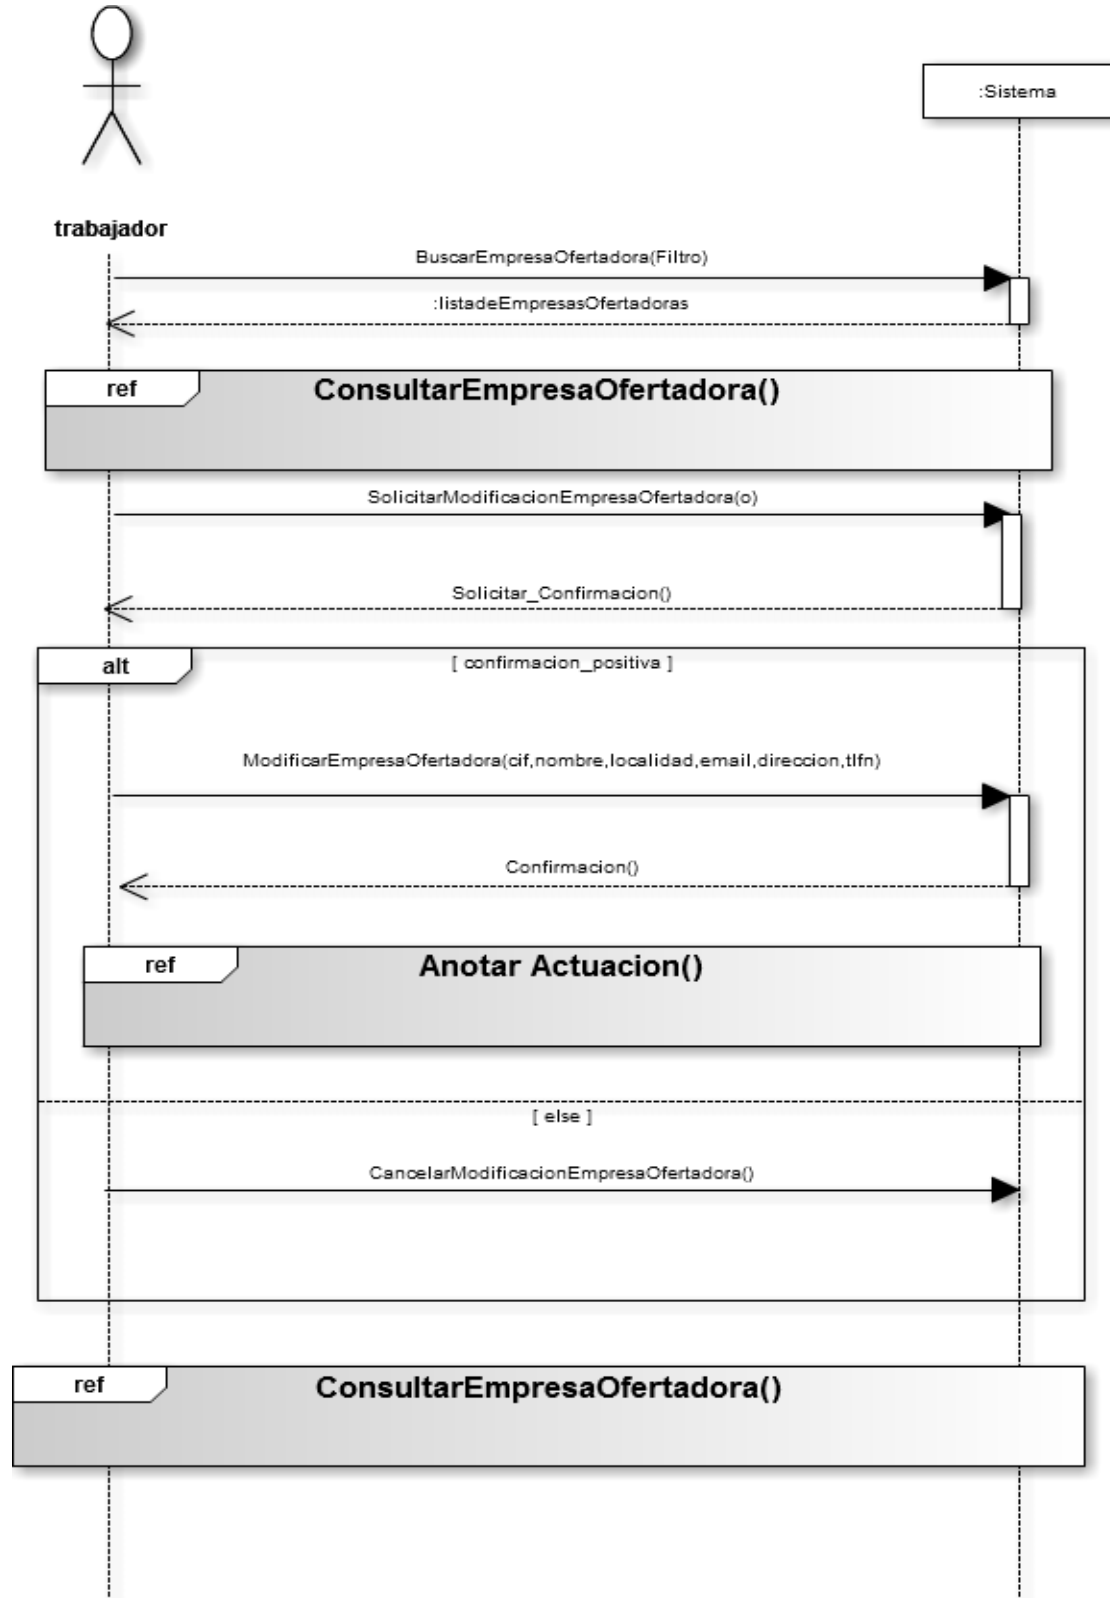 :Sistema
trabajador
BuscarEmpresaOfertadora(Filtro)
:listadeEmpresasOfertadoras
ref
ConsultarEmpresaOfertadora()
SolicitarModificacionEmpresaOfertadora(o)
Solicitar_Confirmacion()
alt
[ confirmacion_positiva ]
ModificarEmpresaOfertadora(cif,nombre,localidad,email,direccion,tlfn)
Confirmacion()
ref
Anotar Actuacion()
[ else ]
CancelarModificacionEmpresaOfertadora()
ref
ConsultarEmpresaOfertadora()